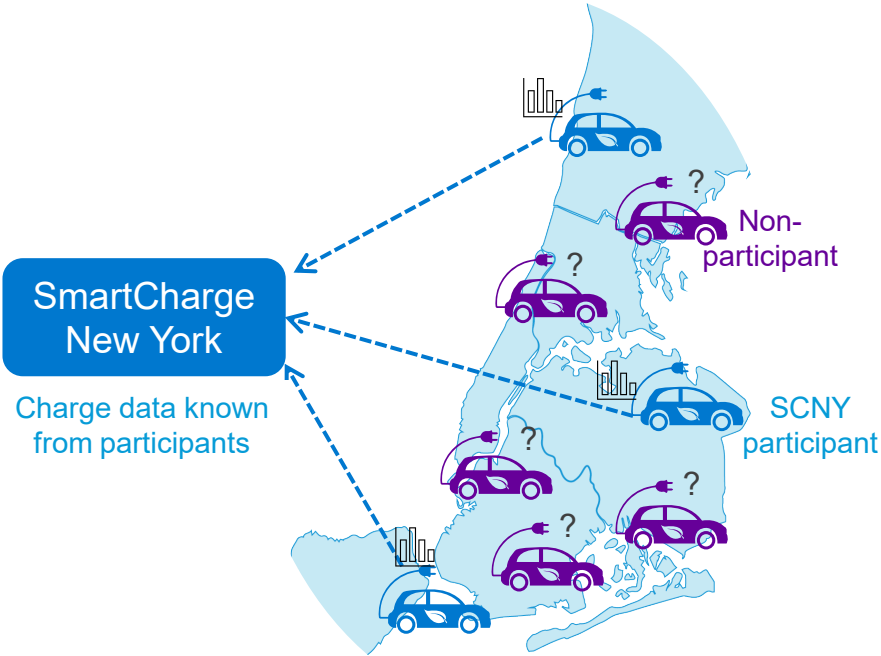 ?
Non-
participant
?
SmartCharge
New York
Charge data known
from participants
SCNY
participant
?
?
?